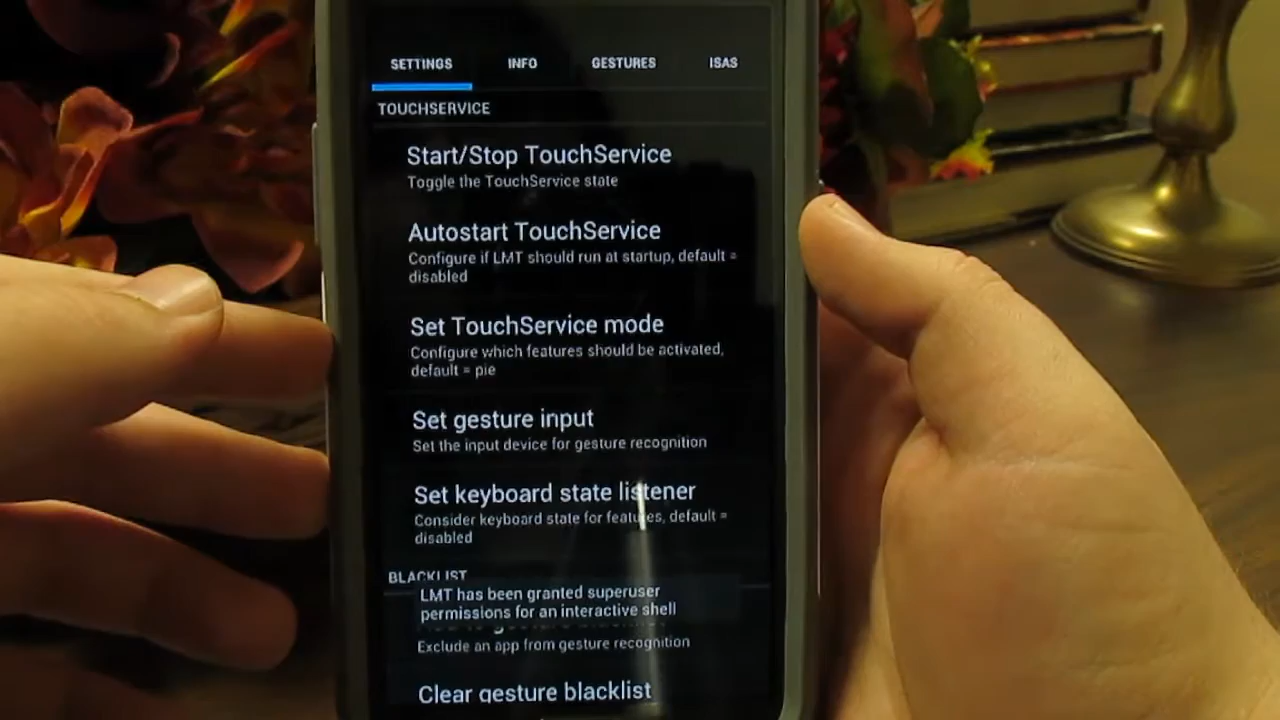 SETTINGS INFO GESTURES ISAS
TOUCHSERVICE
Start/Stop TouchService
Toggle the TouchService state
Autostart TouchService
Configure if LMT should run at startup, default =
disabled
Set TouchService mode
Configure which features should be activated,
default = pie
Set gesture input
Set the input device for gesture recognition
Set keyboard state listener
Consider keyboard state for features, default =
disabled
BLACKLIST
LMT has been granted superuser
permissions for an interactive shell
Exclude an app from gesture recognition
Clear gesture blacklist